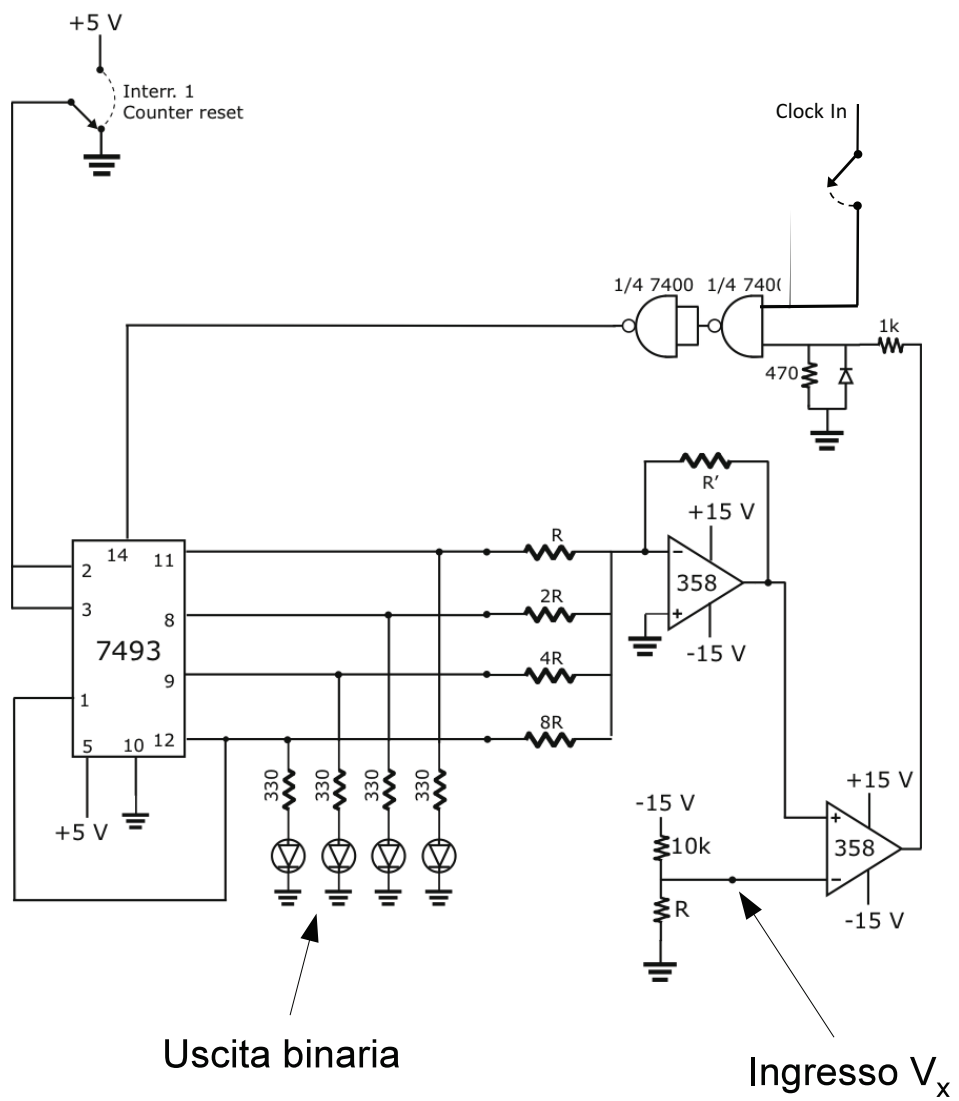 +5 V
Interr. 1
Counter reset
Clock In
1/4 7400
1/4 740
1k
470
R'
+15 V
358
-15 V
R
2R
4R
8R
14
11
2
3
8
7493
9
1
12
5
10
+5 V
330
330
330
330
-15 V
10k
R
+15 V
358
-15 V
-
+
+
-
Uscita binaria
Ingresso Vx